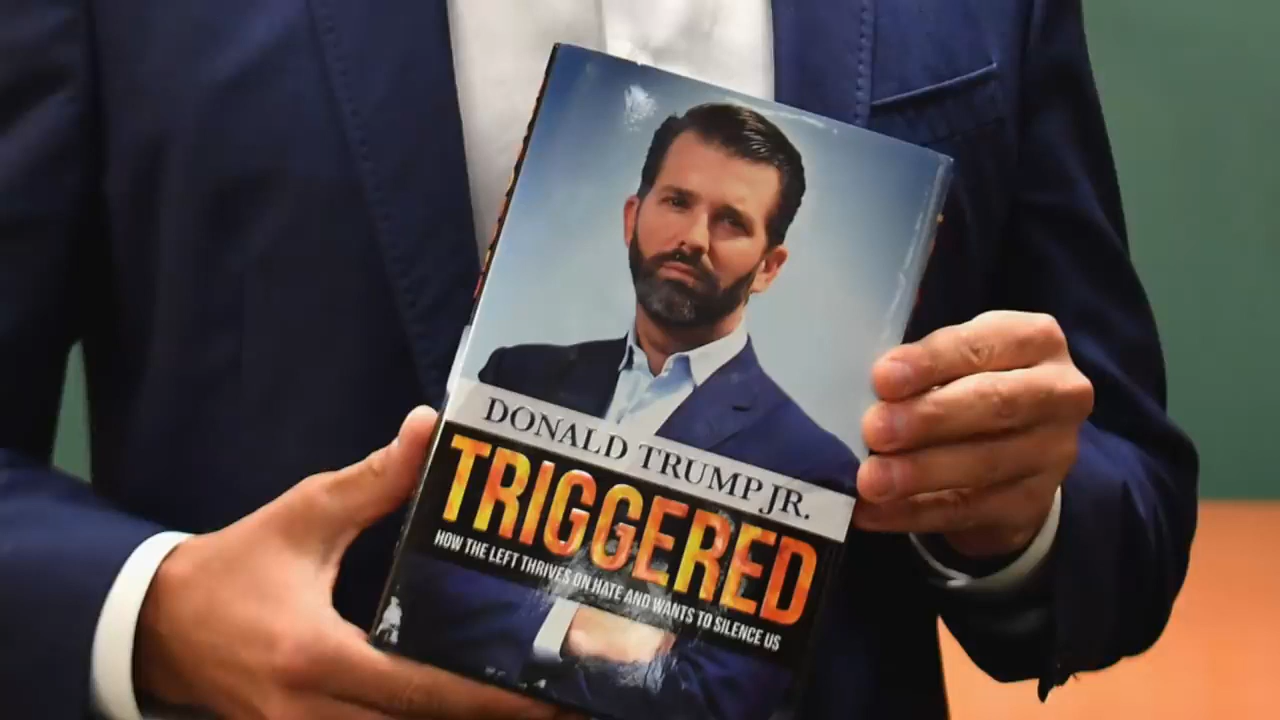 DONALD TRUMP JR.
TRIGGERED
HOW THE LEFT THRIVES ON HATE AND WANTS TO SILENCE US